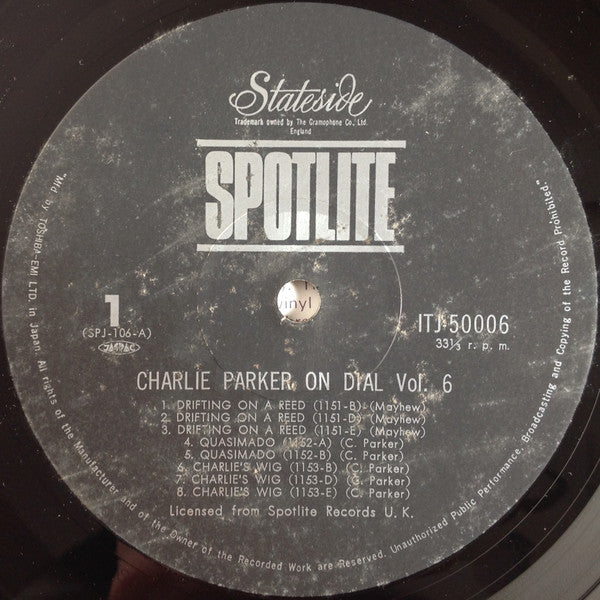 Stateside
Trademark owned by The Gramophone Co., Ltd.
England
SPOTLITE
1
(SPJ-106-A)
JASRAC
ITJ-50006
33⅓ r. p. m.
CHARLIE PARKER ON DIAL Vol. 6
1. DRIFTING ON A REED (1151-B) (Mayhew)
2. DRIFTING ON A REED (1151-D) (Mayhew)
3. DRIFTING ON A REED (1151-E) (Mayhew)
4. QUASIMADO (1152-A) (C. Parker)
5. QUASIMADO (1152-B) (C. Parker)
6. CHARLIE'S WIG (1153-B) (C. Parker)
7. CHARLIE'S WIG (1153-D) (C. Parker)
8. CHARLIE'S WIG (1153-E) (C. Parker)
Licensed from Spotlite Records U. K.
"Mf'd by TOSHIBA-EMI LTD. in Japan. All rights of the Manufacturer and of the Owner of the Recorded Work are Reserved. Unauthorized Public Performance, Broadcasting and Copying of the Record Prohibited."
vinyl